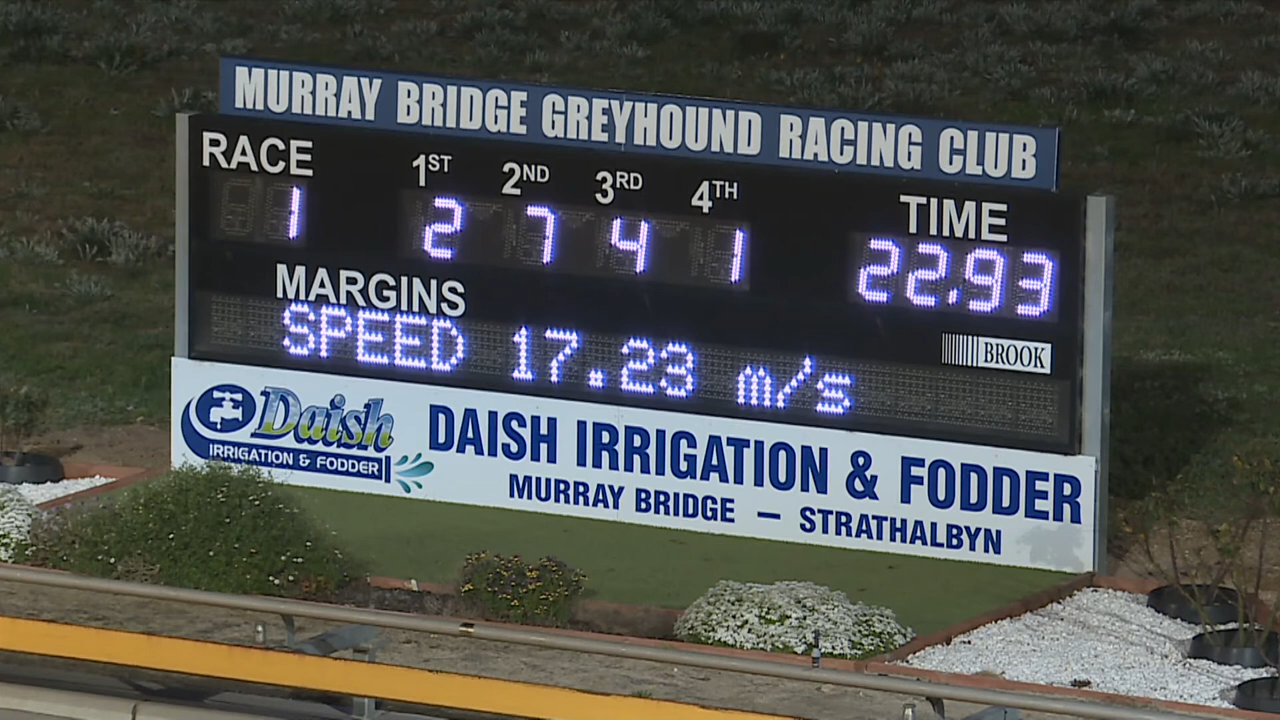 MURRAY BRIDGE GREYHOUND RACING CLUB
RACE 1ST 2ND 3RD 4TH TIME
1 2 7 4 1 22.93
MARGINS
SPEED 17.23 m/s
BROOK
Daish
IRRIGATION & FODDER
DAISH IRRIGATION & FODDER
MURRAY BRIDGE – STRATHALBYN